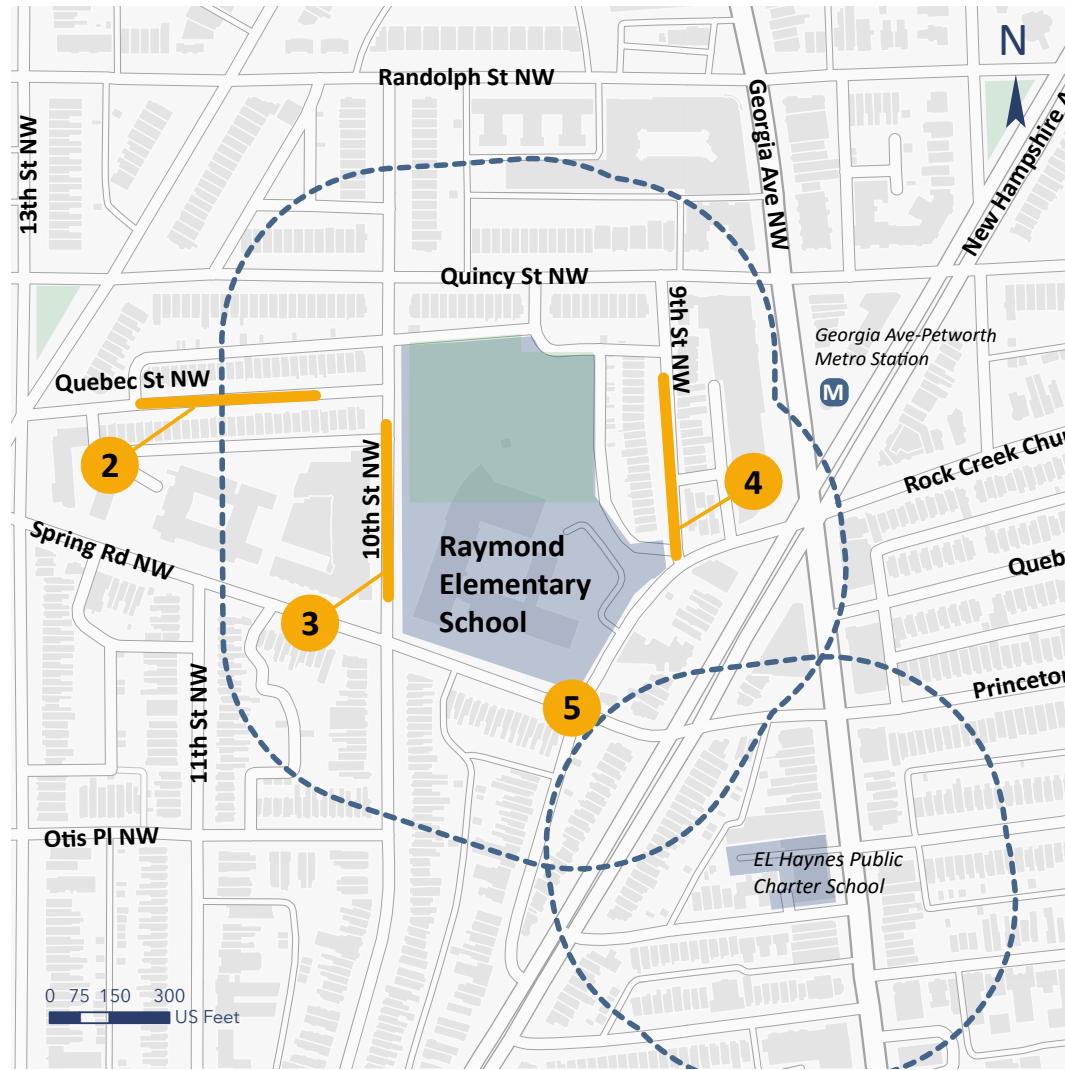 N
Randolph St NW
Georgia Ave NW
13th St NW
New Hampshire A
Quincy St NW
9th St NW
Georgia Ave-Petworth
Metro Station
M
Quebec St NW
2
10th St NW
4
Rock Creek Chu
Spring Rd NW
Raymond
Elementary
School
Queb
3
Princeton
5
11th St NW
Otis Pl NW
EL Haynes Public
Charter School
0 75 150 300
US Feet